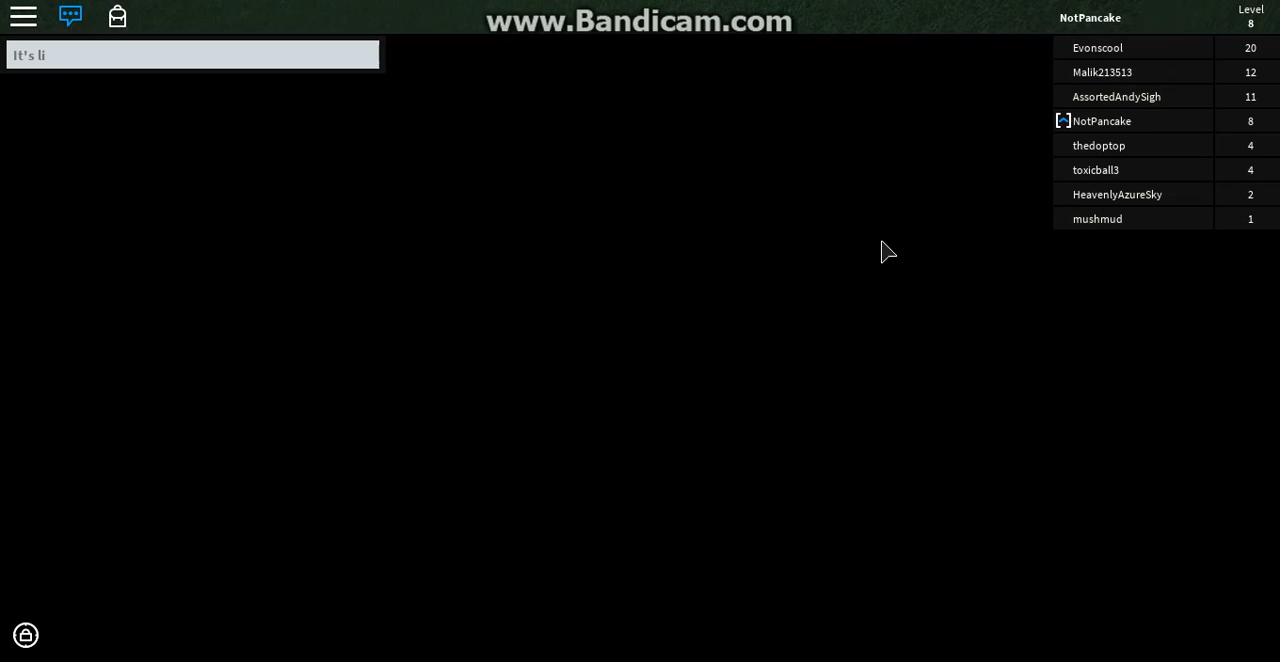 www.Bandicam.com
NotPancake Level 8
It's li
Evonscool 20
Malik213513 12
AssortedAndySigh 11
NotPancake 8
thedoptop 4
toxicball3 4
HeavenlyAzureSky 2
mushmud 1